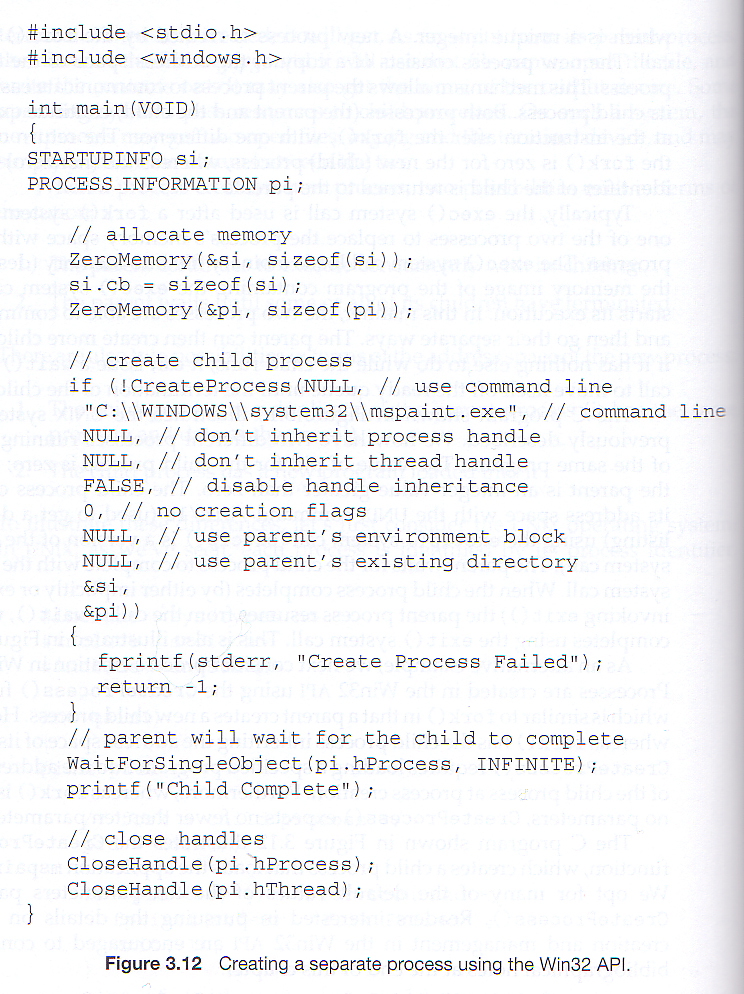 #include <stdio.h>
#include <windows.h>
int main(VOID)
{
STARTUPINFO si;
PROCESS_INFORMATION pi;
// allocate memory
ZeroMemory(&si, sizeof(si));
si.cb = sizeof(si);
ZeroMemory(&pi, sizeof(pi));
// create child process
if (!CreateProcess(NULL, // use command line
"C:\\WINDOWS\\system32\\mspaint.exe", // command line
NULL, // don't inherit process handle
NULL, // don't inherit thread handle
FALSE, // disable handle inheritance
0, // no creation flags
NULL, // use parent's environment block
NULL, // use parent's existing directory
&si,
&pi))
{
fprintf(stderr, "Create Process Failed");
return -1;
}
// parent will wait for the child to complete
WaitForSingleObject(pi.hProcess, INFINITE);
printf("Child Complete");
// close handles
CloseHandle(pi.hProcess);
CloseHandle(pi.hThread);
}
Figure 3.12 Creating a separate process using the Win32 API.